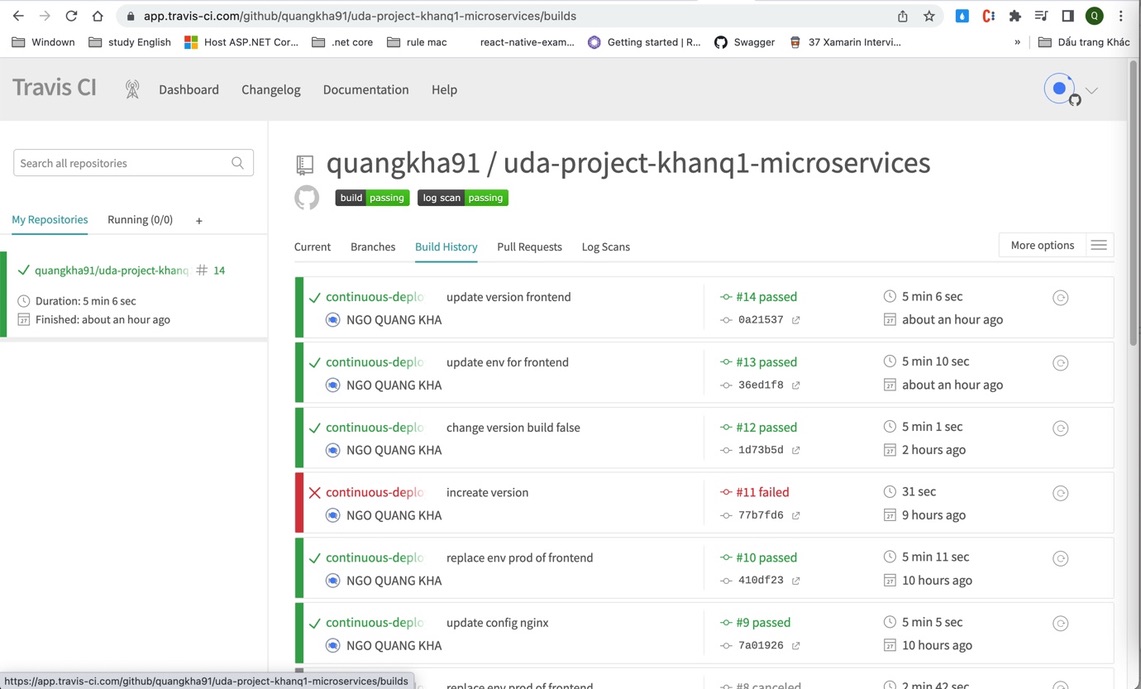 app.travis-ci.com/github/quangkha91/uda-project-khanq1-microservices/builds
Windown study English Host ASP.NET Cor... .net core rule mac react-native-exam... Getting started | R... Swagger 37 Xamarin Intervi... » Dấu trang Khác
Travis CI Dashboard Changelog Documentation Help
Search all repositories
My Repositories Running (0/0) +
quangkha91/uda-project-khanq # 14
Duration: 5 min 6 sec
Finished: about an hour ago
quangkha91 / uda-project-khanq1-microservices
build passing log scan passing
Current Branches Build History Pull Requests Log Scans More options
continuous-deplo update version frontend #14 passed 5 min 6 sec
NGO QUANG KHA 0a21537 about an hour ago
continuous-deplo update env for frontend #13 passed 5 min 10 sec
NGO QUANG KHA 36ed1f8 about an hour ago
continuous-deplo change version build false #12 passed 5 min 1 sec
NGO QUANG KHA 1d73b5d 2 hours ago
continuous-deplo increate version #11 failed 31 sec
NGO QUANG KHA 77b7fd6 9 hours ago
continuous-deplo replace env prod of frontend #10 passed 5 min 11 sec
NGO QUANG KHA 410df23 10 hours ago
continuous-deplo update config nginx #9 passed 5 min 5 sec
NGO QUANG KHA 7a01926 10 hours ago
replace env prod of frontend #8 canceled 2 min 42 sec
https://app.travis-ci.com/github/quangkha91/uda-project-khanq1-microservices/builds